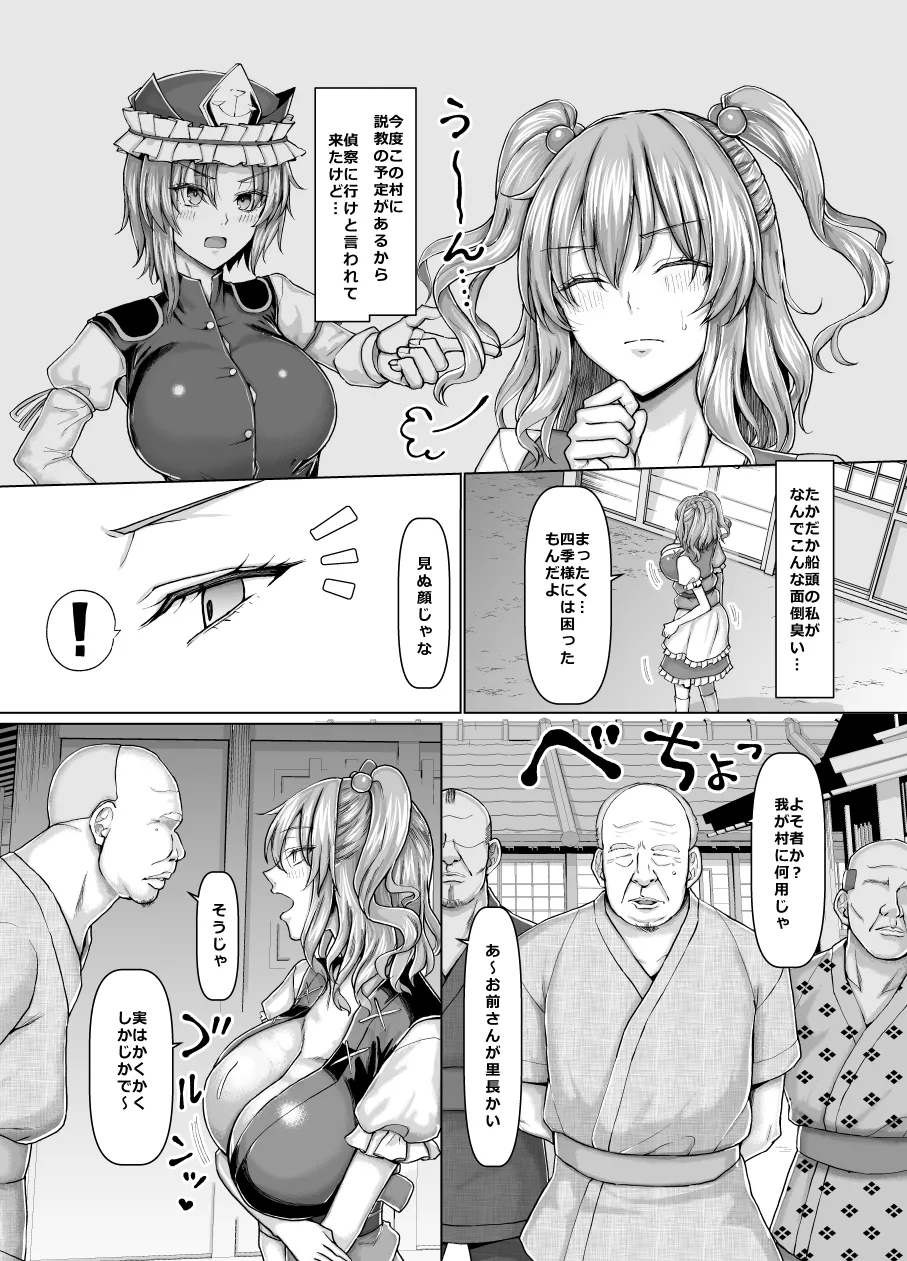 う〜〜ん……
今度この村に
説教の予定があるから
偵察に行けと言われて
来たけど…
たかだか船頭の私が
なんでこんな面倒臭い…
まったく…
四季様には困った
もんだよ
見ぬ顔じゃな
!
べちょっ
よそ者か?
我が村に何用じゃ
あ〜お前さんが里長かい
そうじゃ
実はかくかく
しかじかで〜
ブルンッ♥